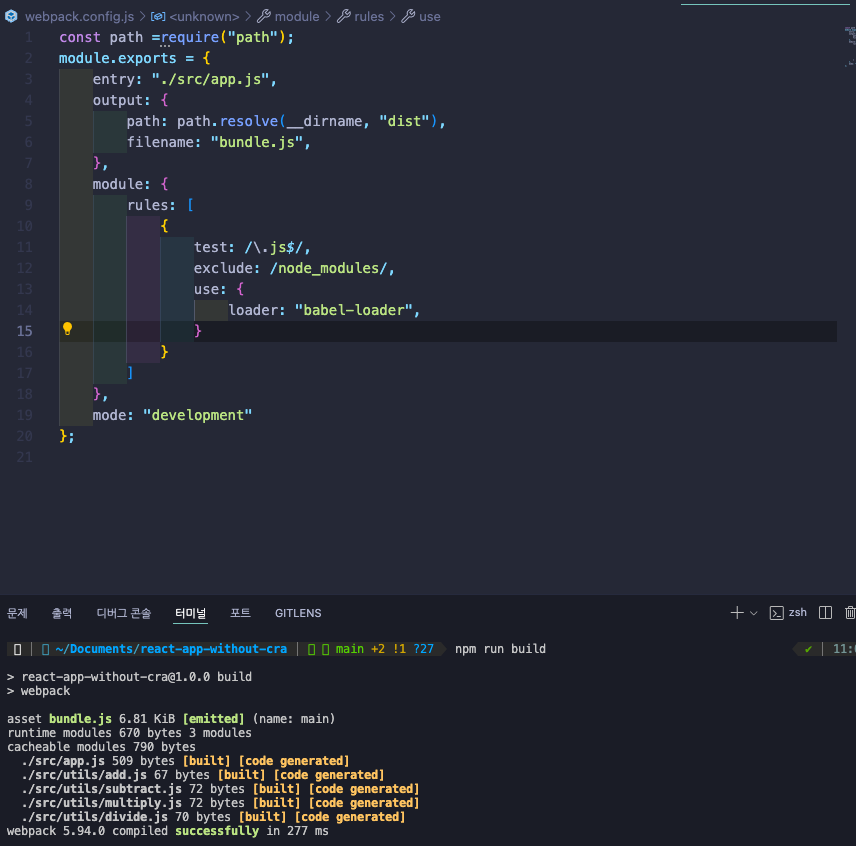 webpack.config.js > <unknown> > module > rules > use
1 const path =require("path");
2 module.exports = {
3 entry: "./src/app.js",
4 output: {
5 path: path.resolve(__dirname, "dist"),
6 filename: "bundle.js",
7 },
8 module: {
9 rules: [
10 {
11 test: /\.js$/,
12 exclude: /node_modules/,
13 use: {
14 loader: "babel-loader",
15 }
16 }
17 ]
18 },
19 mode: "development"
20 };
21
문제 출력 디버그 콘솔 터미널 포트 GITLENS zsh
~/Documents/react-app-without-cra main +2 !1 ?27 npm run build ✔
> react-app-without-cra@1.0.0 build
> webpack
asset bundle.js 6.81 KiB [emitted] (name: main)
runtime modules 670 bytes 3 modules
cacheable modules 790 bytes
./src/app.js 509 bytes [built] [code generated]
./src/utils/add.js 67 bytes [built] [code generated]
./src/utils/subtract.js 72 bytes [built] [code generated]
./src/utils/multiply.js 72 bytes [built] [code generated]
./src/utils/divide.js 70 bytes [built] [code generated]
webpack 5.94.0 compiled successfully in 277 ms